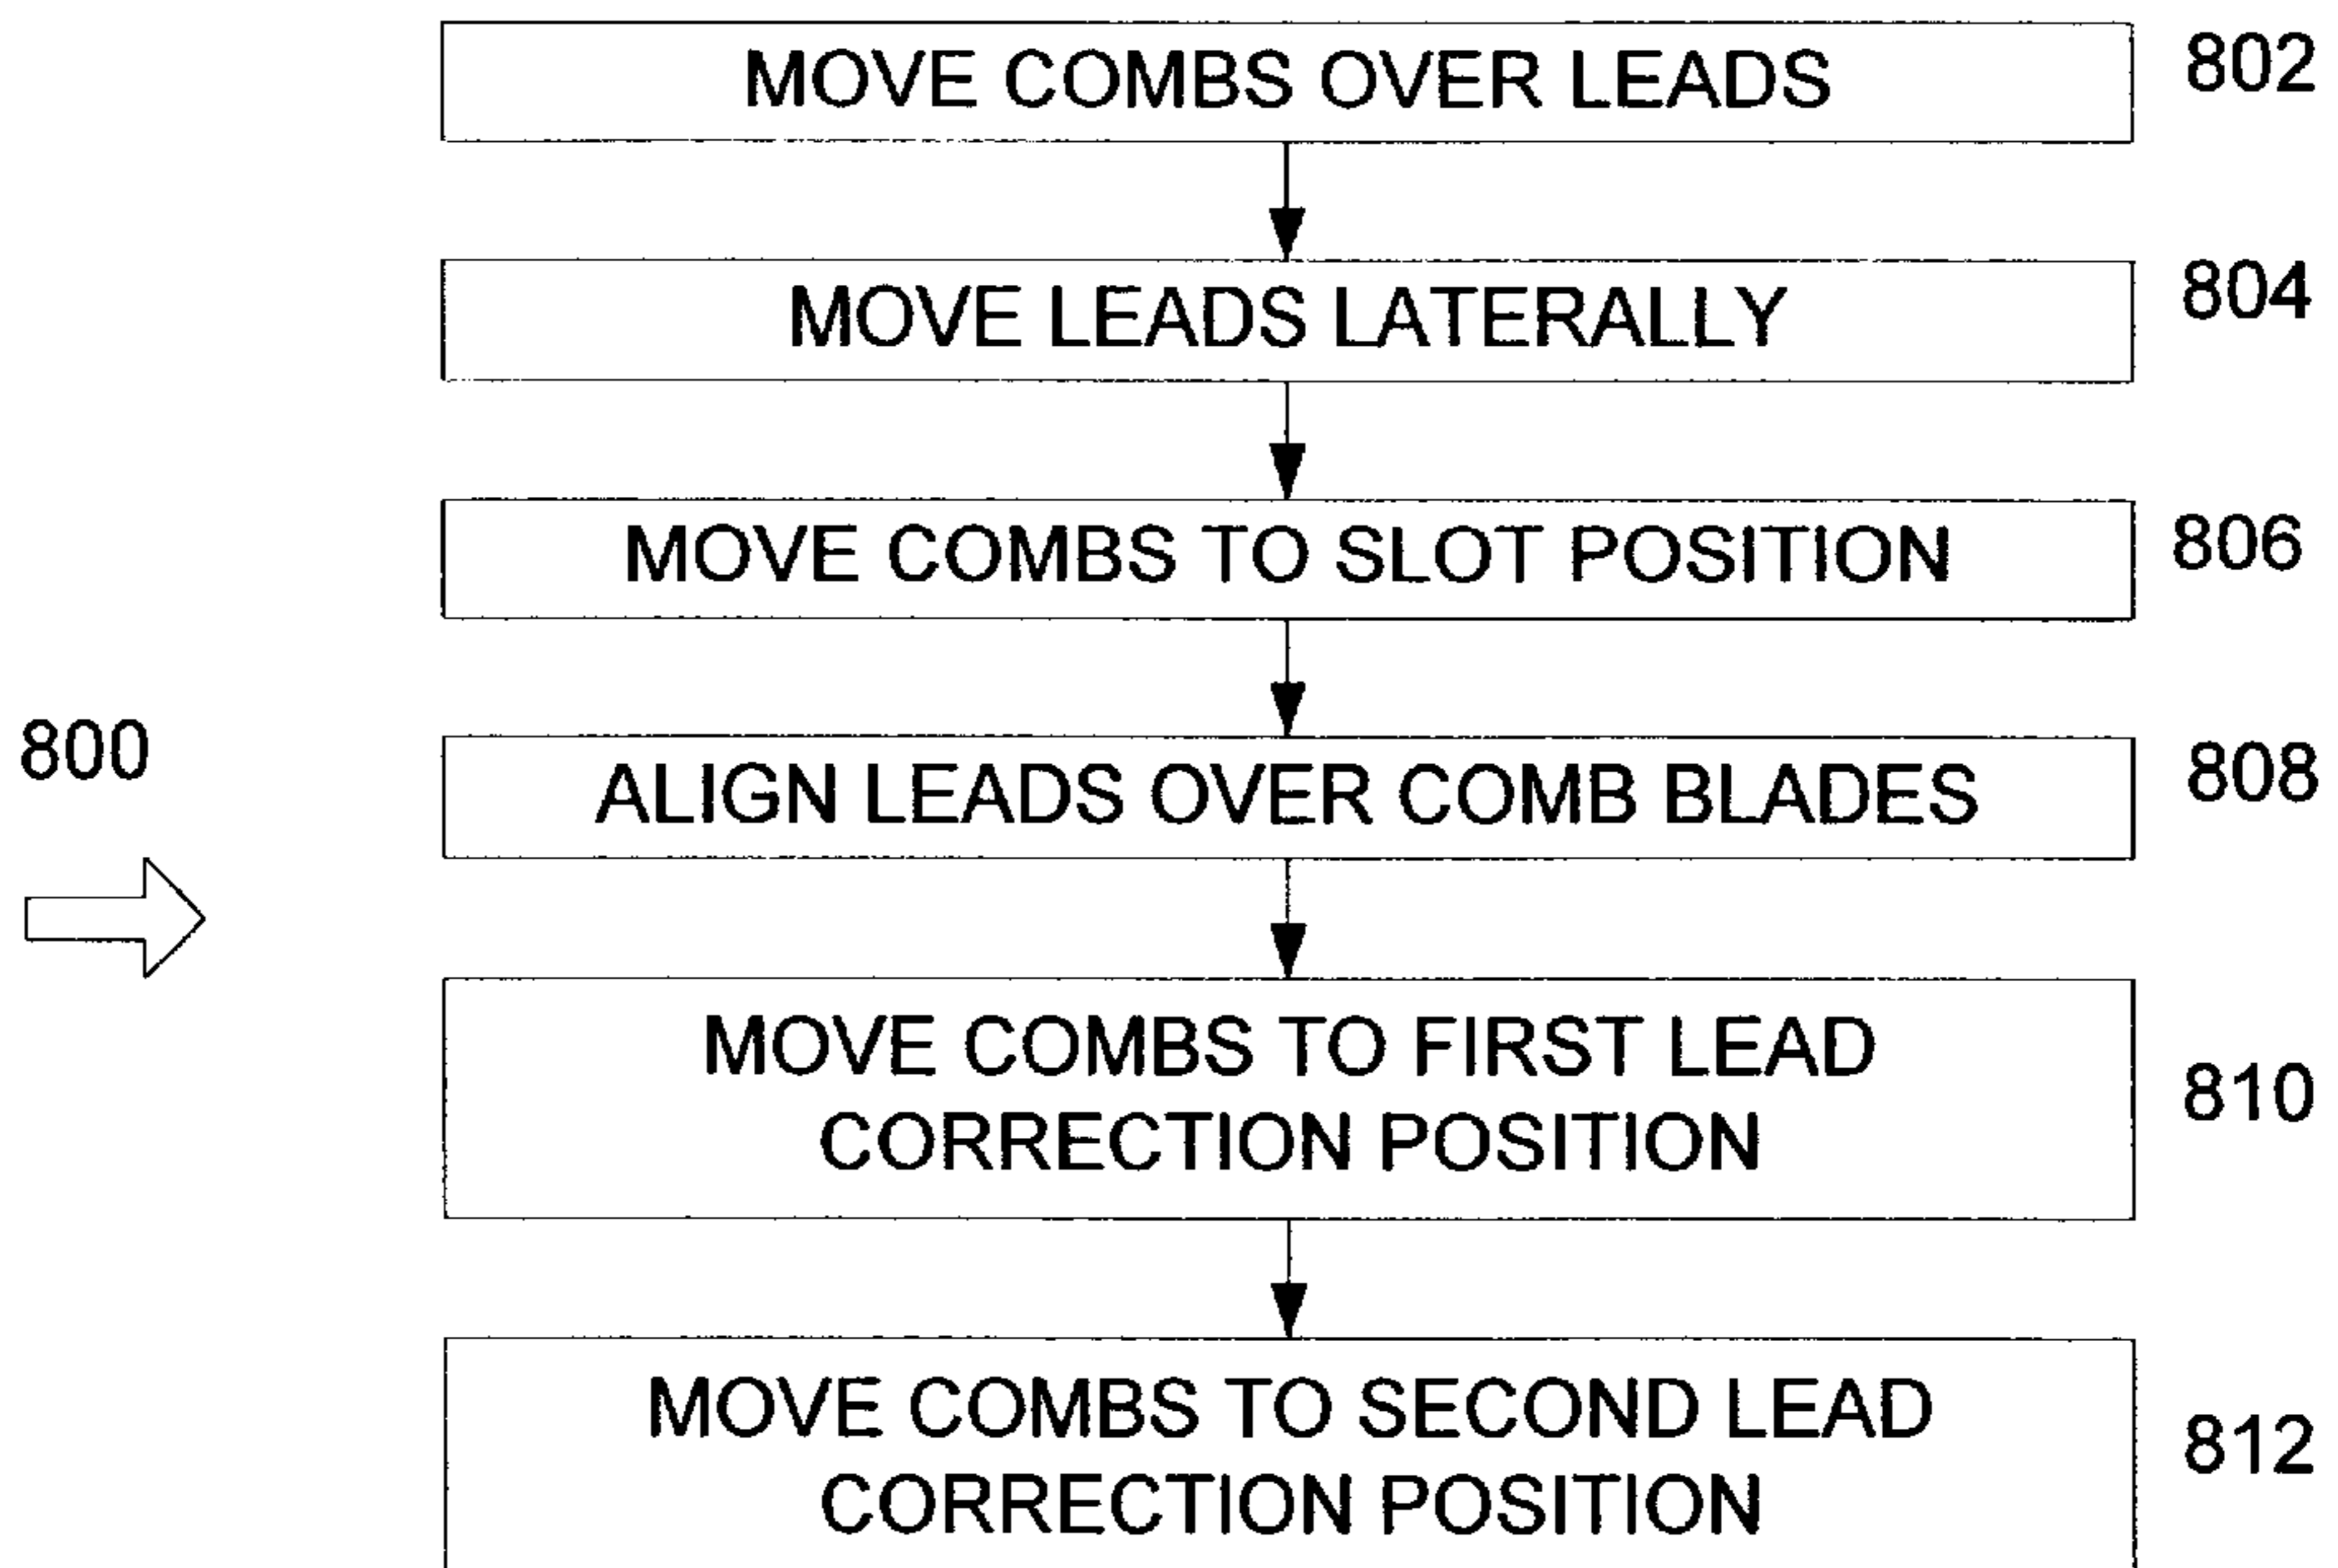 MOVE COMBS OVER LEADS
802
MOVE LEADS LATERALLY
804
MOVE COMBS TO SLOT POSITION
806
800
ALIGN LEADS OVER COMB BLADES
808
MOVE COMBS TO FIRST LEAD
CORRECTION POSITION
810
MOVE COMBS TO SECOND LEAD
CORRECTION POSITION
812